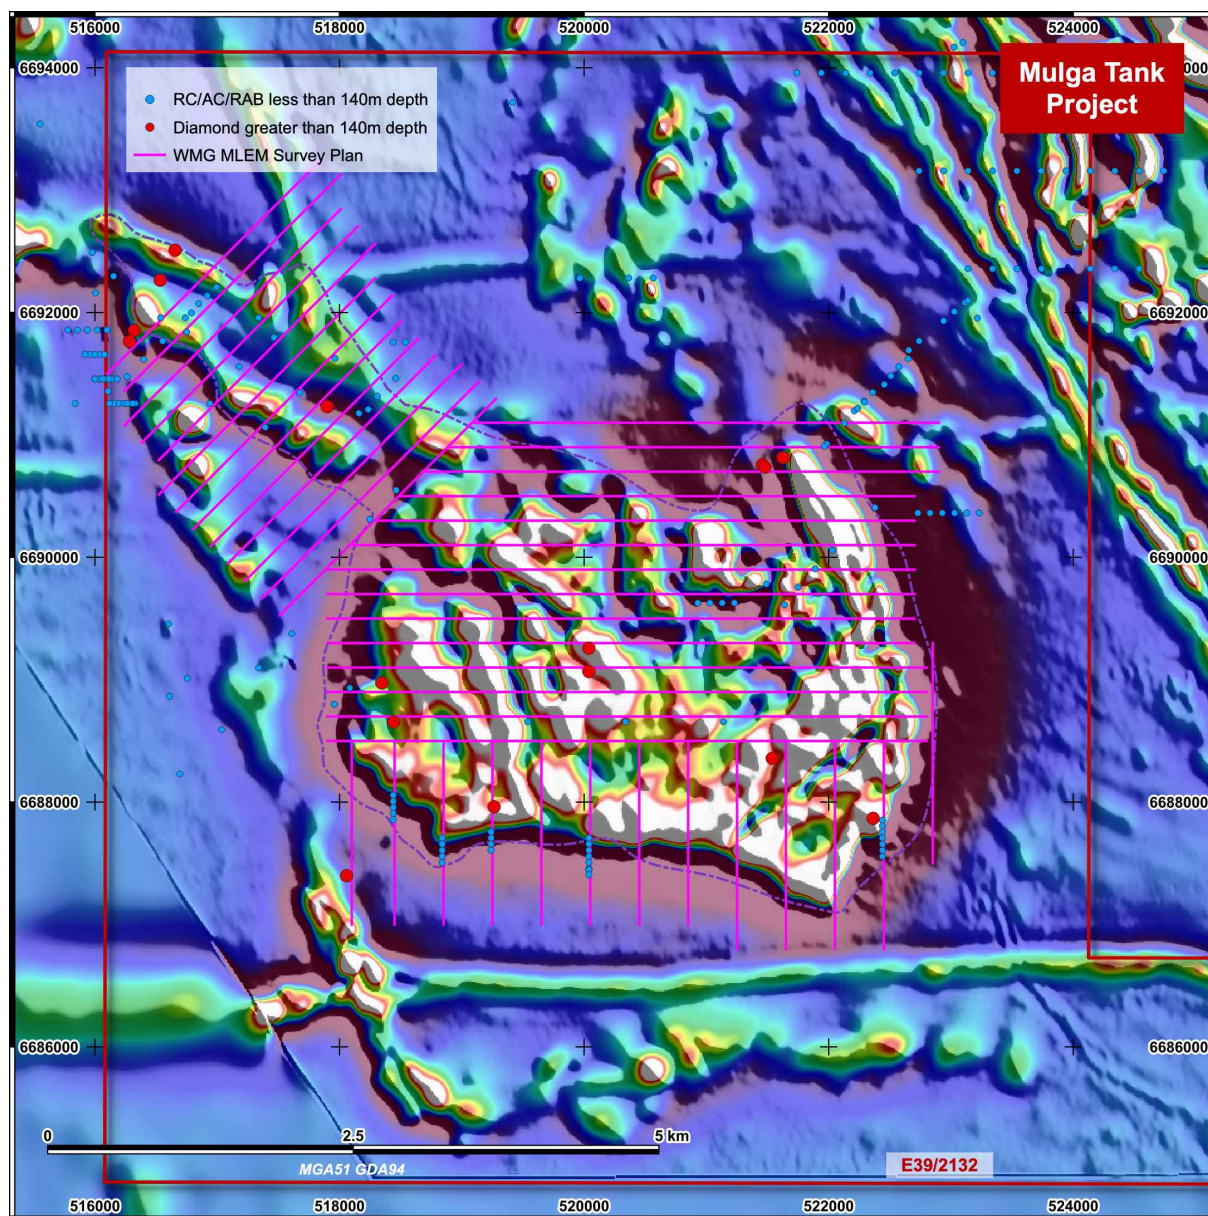 516000 518000 520000 522000 524000
6694000
Mulga Tank
Project
RC/AC/RAB less than 140m depth
Diamond greater than 140m depth
WMG MLEM Survey Plan
6692000 6692000
6690000 6690000
6688000 6688000
6686000 6686000
0 2.5 5 km
MGA51 GDA94
E39/2132
516000 518000 520000 522000 524000